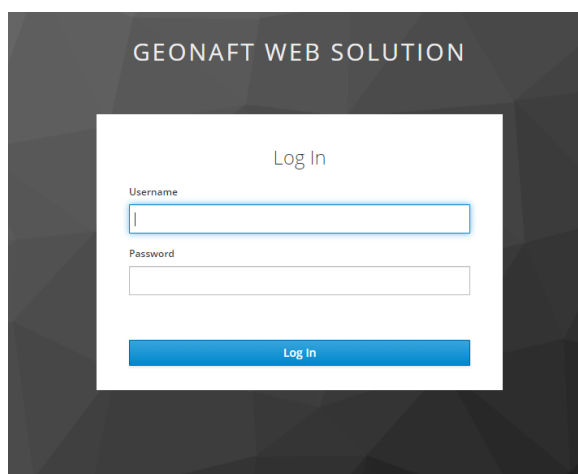 GEONAFT WEB SOLUTION
Log In
Username
Password
Log In